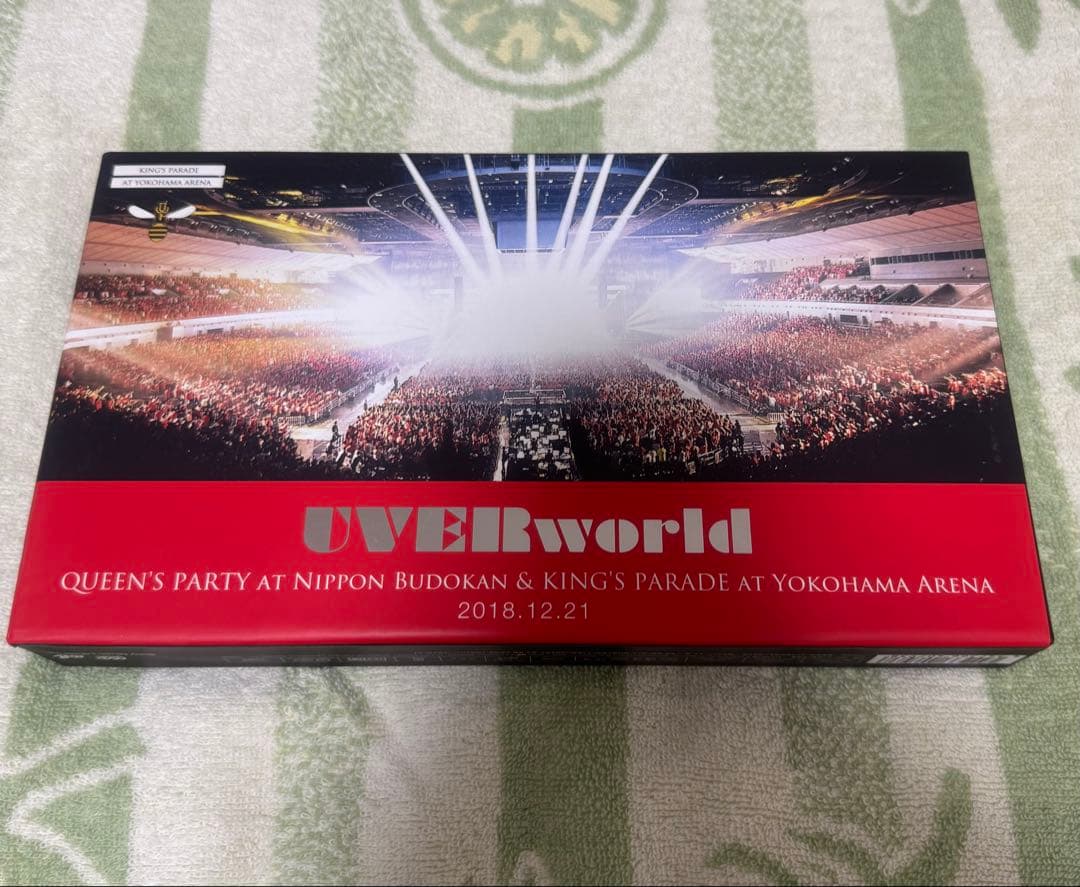 KING'S PARADE
AT YOKOHAMA ARENA
UVERworld
QUEEN'S PARTY AT NIPPON BUDOKAN & KING'S PARADE AT YOKOHAMA ARENA
2018.12.21